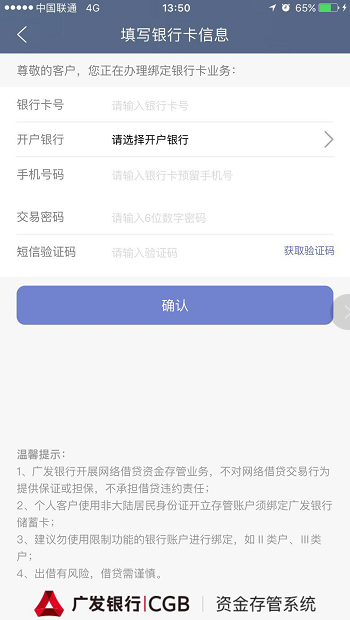 中国联通 4G 13:50 65%
填写银行卡信息
尊敬的客户，您正在办理绑定银行卡业务：
银行卡号 请输入银行卡号
开户银行 请选择开户银行
手机号码 请输入银行卡预留手机号
交易密码 请输入6位数字密码
短信验证码 请输入验证码 获取验证码
确认
温馨提示：
1、广发银行开展网络借贷资金存管业务，不对网络借贷交易行为
提供保证或担保，不承担借贷违约责任；
2、个人客户使用非大陆居民身份证开立存管账户须绑定广发银行
储蓄卡；
3、建议勿使用限制功能的银行账户进行绑定，如Ⅱ类户、Ⅲ类
户；
4、出借有风险，借贷需谨慎。
广发银行|CGB 资金存管系统